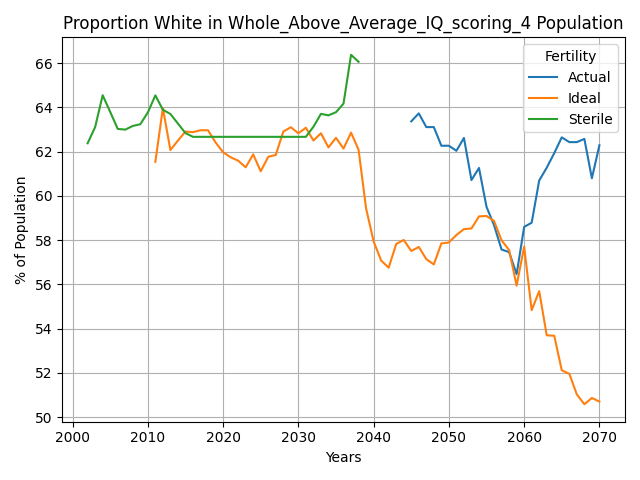 Proportion White in Whole_Above_Average_IQ_scoring_4 Population
% of Population
66
64
62
60
58
56
54
52
50
Fertility
Actual
Ideal
Sterile
2000
2010
2020
2030
2040
2050
2060
2070
Years